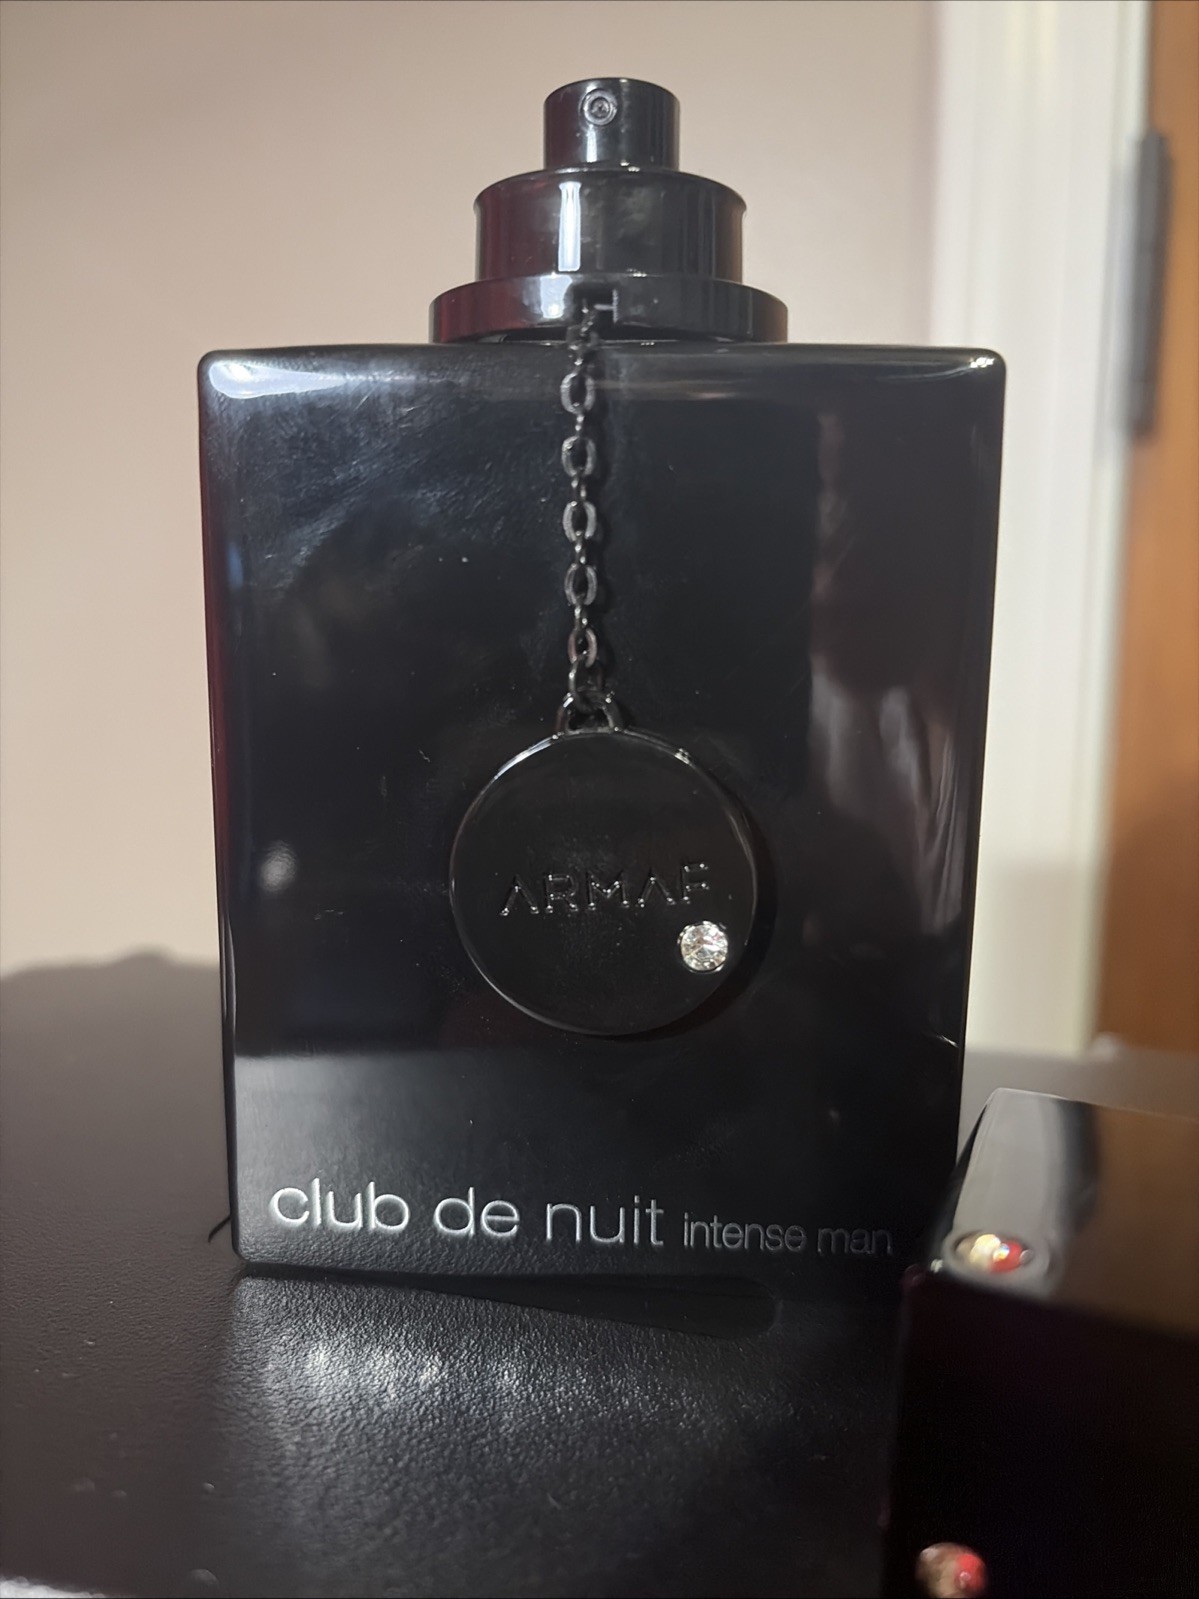 ARMAF
club de nuit intense man